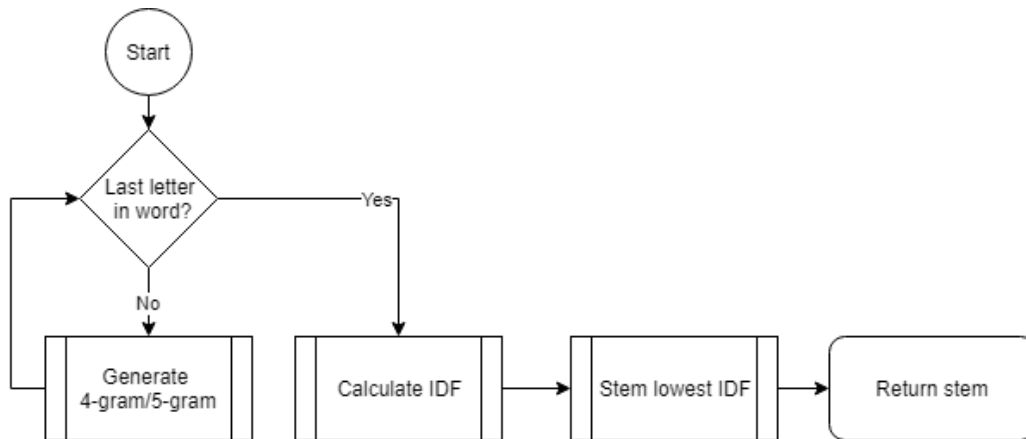 Start
Last letter
in word?
Yes
No
Generate
4-gram/5-gram
Calculate IDF
Stem lowest IDF
Return stem